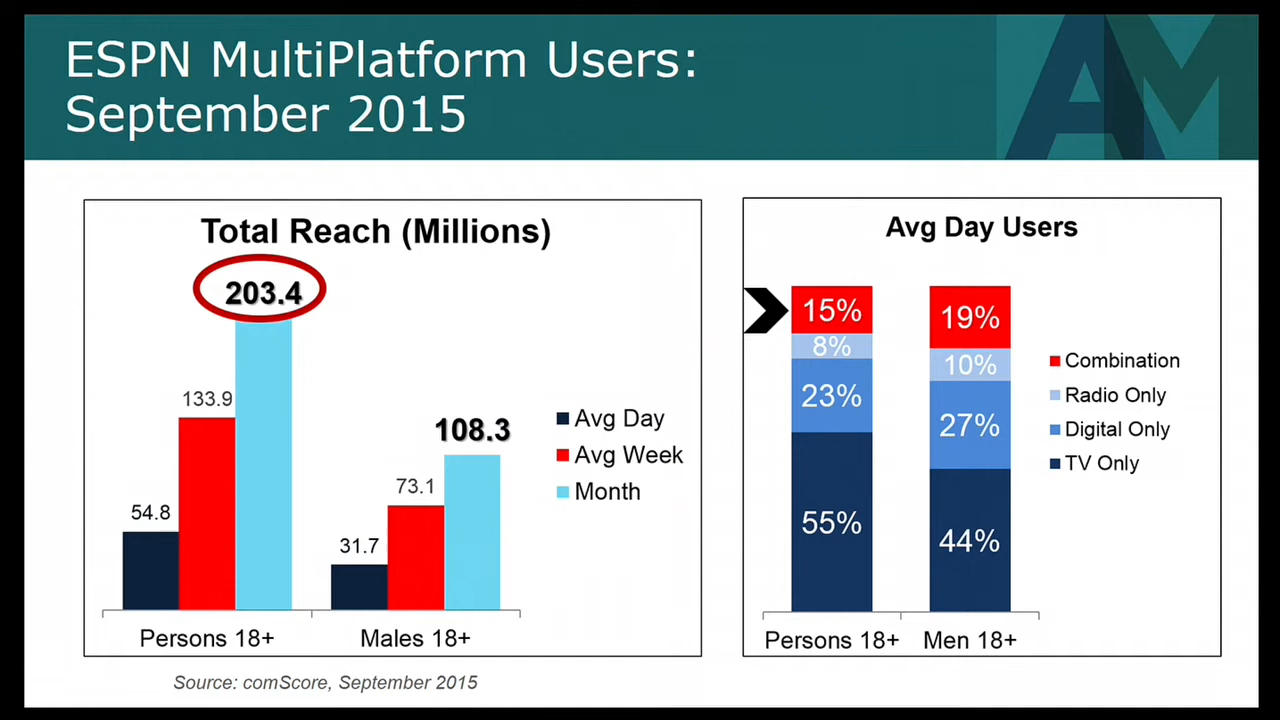 ESPN MultiPlatform Users:
September 2015
AM
Total Reach (Millions)
203.4
133.9
54.8
108.3
73.1
31.7
Avg Day
Avg Week
Month
Persons 18+
Males 18+
Source: comScore, September 2015
Avg Day Users
15%
8%
23%
55%
19%
10%
27%
44%
Combination
Radio Only
Digital Only
TV Only
Persons 18+
Men 18+